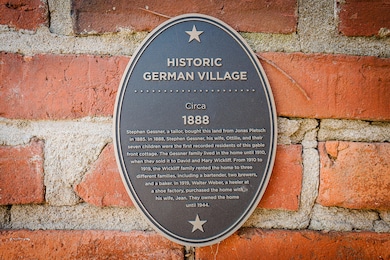 HISTORIC
GERMAN VILLAGE
Circa
1888
Stephen Gessner, a tailor, bought this land from Jonas Pletsch
in 1885. In 1888, Stephen Gessner, his wife, Ottilia, and their
seven children were the first recorded residents of this gable
front cottage. The Gessner family lived in the home until 1910,
when they sold it to David and Mary Wickliff. From 1910 to
1919, the Wickliff family rented the home to three
different families, including a bartender, two brewers,
and a baker. In 1919, Walter Weber, a heeler at
a shoe factory, purchased the home with
his wife, Jean. They owned the home
until 1944.